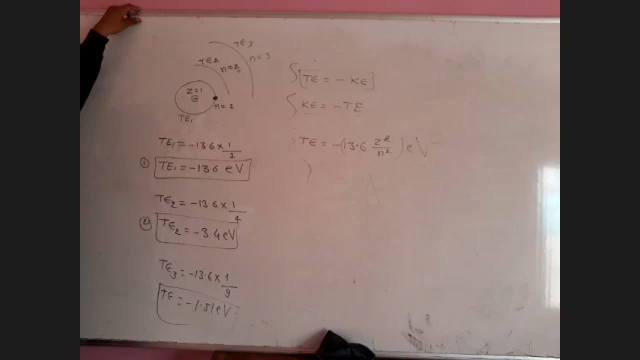 TE3
n=3
TE2
n=2
Z=1
n=1
TE1
TE1 = -13.6 × 1/1
① TE1 = -13.6 eV
TE2 = -13.6 × 1/4
② TE2 = -3.4 eV
TE3 = -13.6 × 1/9
TE = -1.51 eV
[TE = -KE]
KE = -TE
TE = -(13.6 Z²/n²) eV